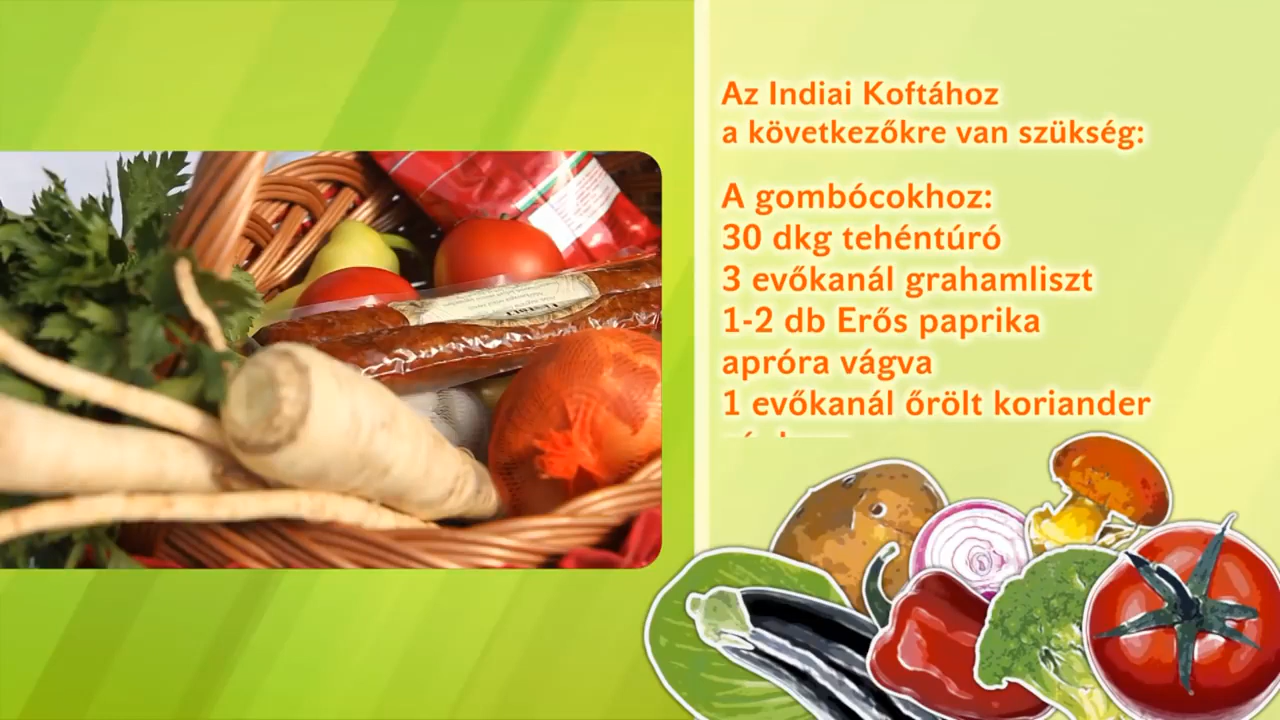 Az Indiai Koftához
a következőkre van szükség:
A gombócokhoz:
30 dkg tehéntúró
3 evőkanál grahamliszt
1-2 db Erős paprika
apróra vágva
1 evőkanál őrölt koriander